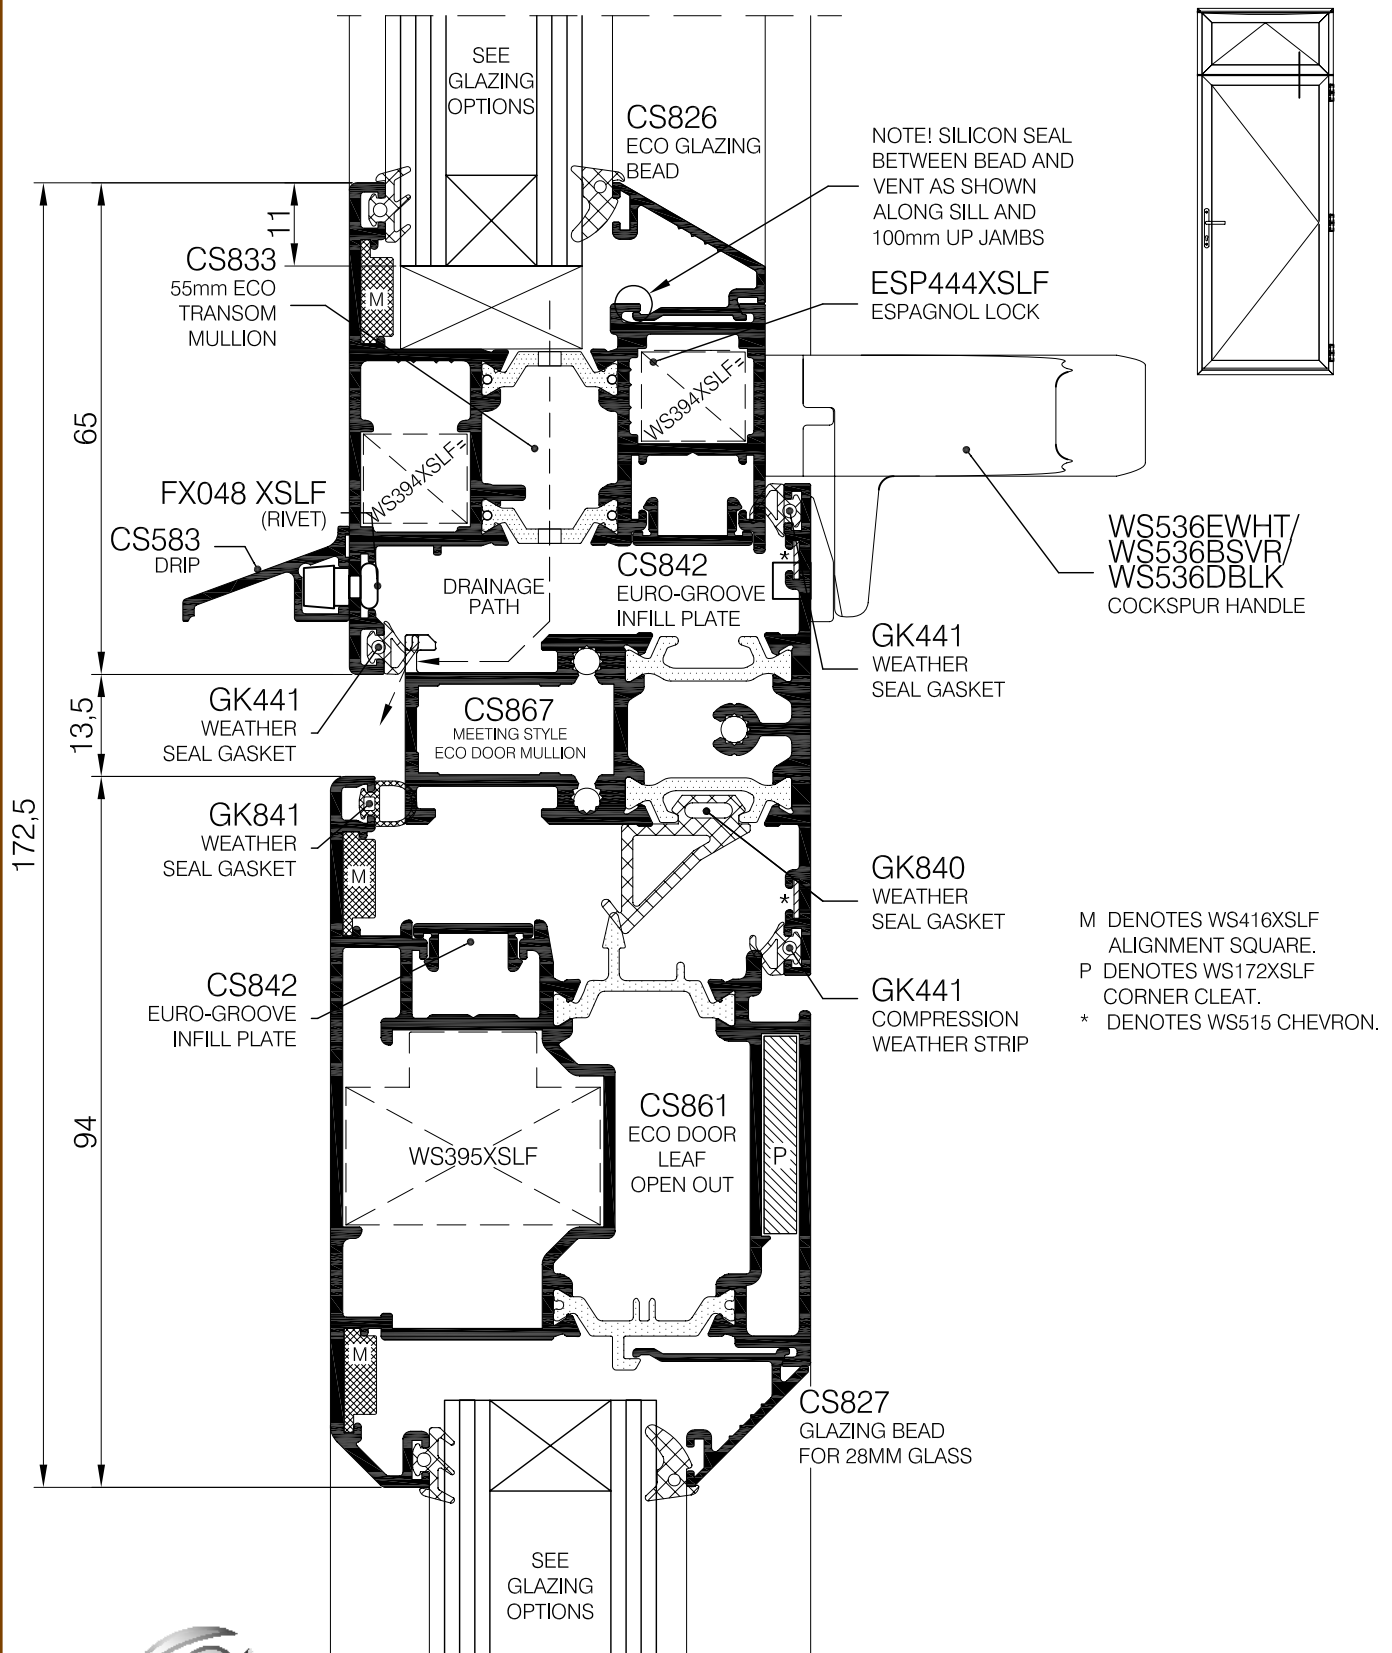 SEE
GLAZING
OPTIONS
CS826
ECO GLAZING
BEAD
NOTE! SILICON SEAL
BETWEEN BEAD AND
VENT AS SHOWN
ALONG SILL AND
100mm UP JAMBS
11
CS833
55mm ECO
TRANSOM
MULLION
M
ESP444XSLF
ESPAGNOL LOCK
WS394XSLF=
65
WS394XSLF=
FX048 XSLF
(RIVET)
CS583
DRIP
DRAINAGE
PATH
CS842
EURO-GROOVE
INFILL PLATE
*
WS536EWHT/
WS536BSVR/
WS536DBLK
COCKSPUR HANDLE
GK441
WEATHER
SEAL GASKET
GK441
WEATHER
SEAL GASKET
13,5
CS867
MEETING STYLE
ECO DOOR MULLION
172,5
GK841
WEATHER
SEAL GASKET
M
GK840
WEATHER
SEAL GASKET
*
M DENOTES WS416XSLF
ALIGNMENT SQUARE.
P DENOTES WS172XSLF
CORNER CLEAT.
* DENOTES WS515 CHEVRON.
CS842
EURO-GROOVE
INFILL PLATE
GK441
COMPRESSION
WEATHER STRIP
94
WS395XSLF
CS861
ECO DOOR
LEAF
OPEN OUT
P
M
CS827
GLAZING BEAD
FOR 28MM GLASS
SEE
GLAZING
OPTIONS